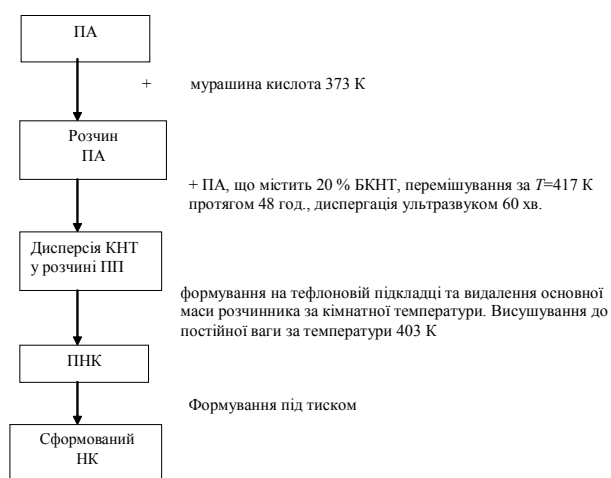 ПА
+ мурашина кислота 373 К
Розчин
ПА
+ ПА, що містить 20 % БКНТ, перемішування за T=417 К
протягом 48 год., диспергація ультразвуком 60 хв.
Дисперсія КНТ
у розчині ПП
формування на тефлоновій підкладці та видалення основної
маси розчинника за кімнатної температури. Висушування до
постійної ваги за температури 403 К
ПНК
Формування під тиском
Сформований
НК